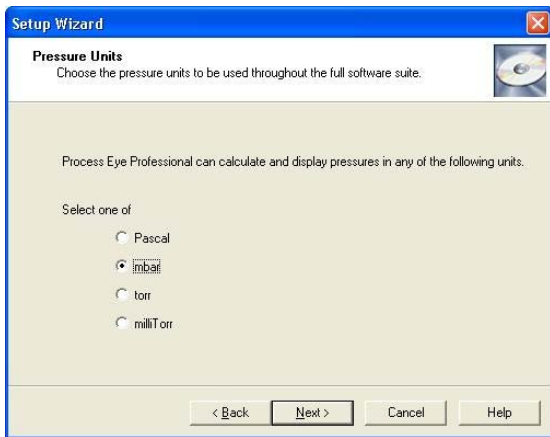 Setup Wizard
Pressure Units
Choose the pressure units to be used throughout the full software suite.
Process Eye Professional can calculate and display pressures in any of the following units.
Select one of
Pascal
mbar
torr
milliTorr
< Back
Next >
Cancel
Help